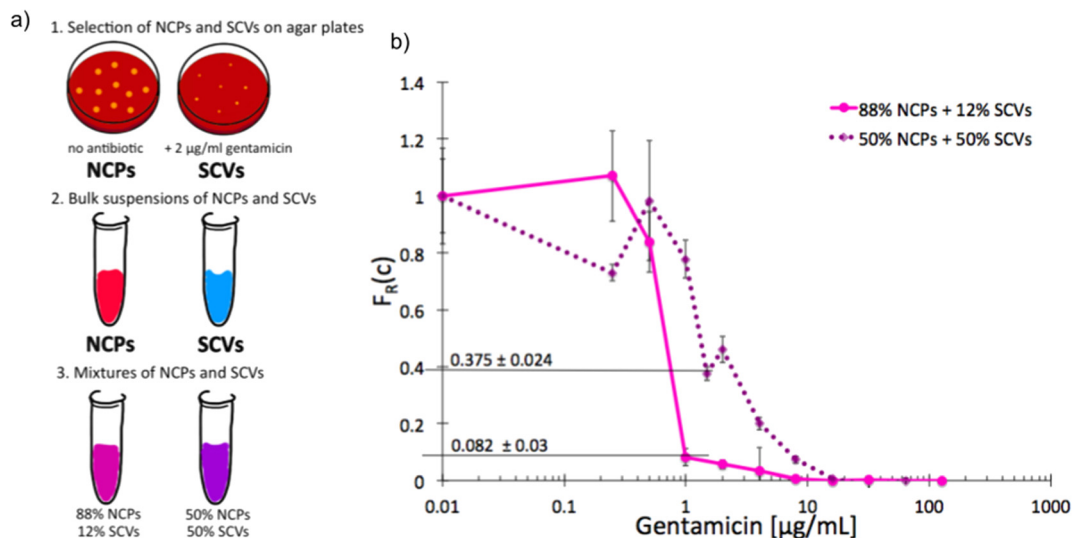 a)
1. Selection of NCPs and SCVs on agar plates
no antibiotic
+ 2 µg/ml gentamicin
NCPs
SCVs
2. Bulk suspensions of NCPs and SCVs
NCPs
SCVs
3. Mixtures of NCPs and SCVs
88% NCPs
12% SCVs
50% NCPs
50% SCVs
b)
88% NCPs + 12% SCVs
50% NCPs + 50% SCVs
F_R(c)
1.4
1.2
1
0.8
0.6
0.4
0.2
0
0.375 ± 0.024
0.082 ± 0.03
0.01
0.1
1
10
100
1000
Gentamicin [µg/mL]